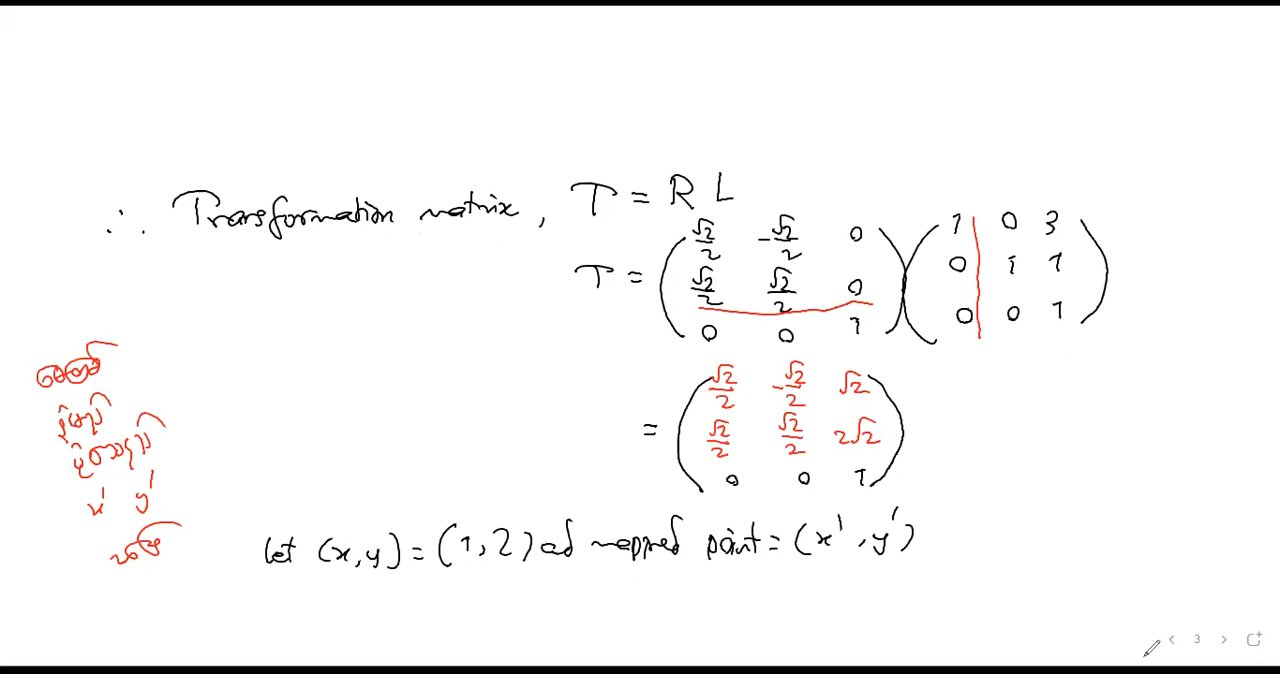 ∴ Transformation matrix, T = R L
T = (√2/2 -√2/2 0
√2/2 √2/2 0
0 0 1) (1 0 3
0 1 1
0 0 1)
= (√2/2 -√2/2 √2
√2/2 √2/2 2√2
0 0 1)
x' y'
let (x,y) = (1,2) ad mapped point = (x', y')
3